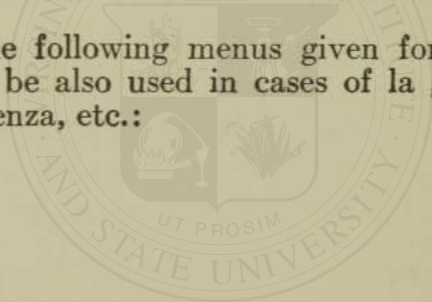 e following menus given for
be also used in cases of la
enza, etc.:
UT PROSIM
AND STATE UNIVERSITY